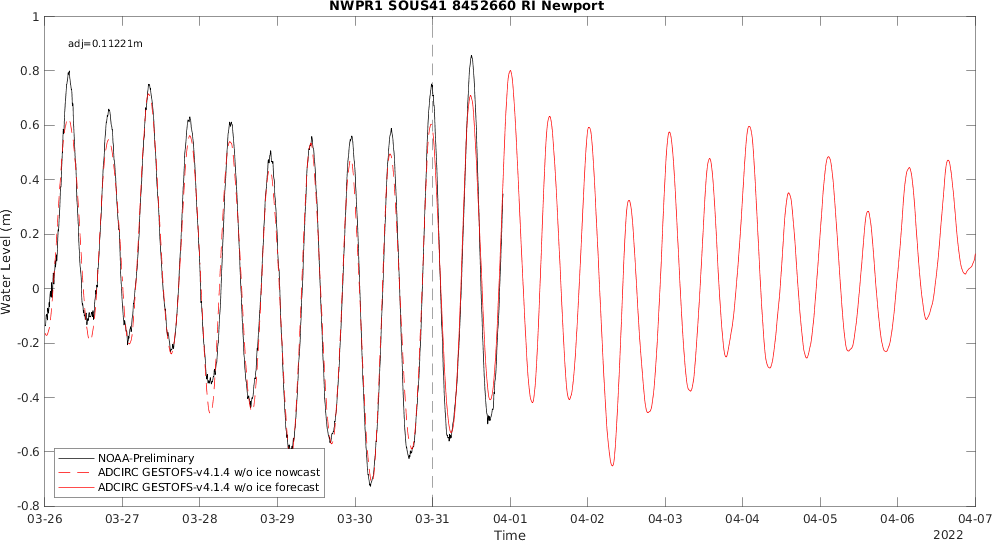 NWPR1 SOUS41 8452660 RI Newport
adj=0.11221m
1
0.8
0.6
0.4
0.2
0
-0.2
-0.4
-0.6
-0.8
Water Level (m)
NOAA-Preliminary
ADCIRC GESTOFS-v4.1.4 w/o ice nowcast
ADCIRC GESTOFS-v4.1.4 w/o ice forecast
03-26 03-27 03-28 03-29 03-30 03-31 04-01 04-02 04-03 04-04 04-05 04-06 04-07
Time
2022